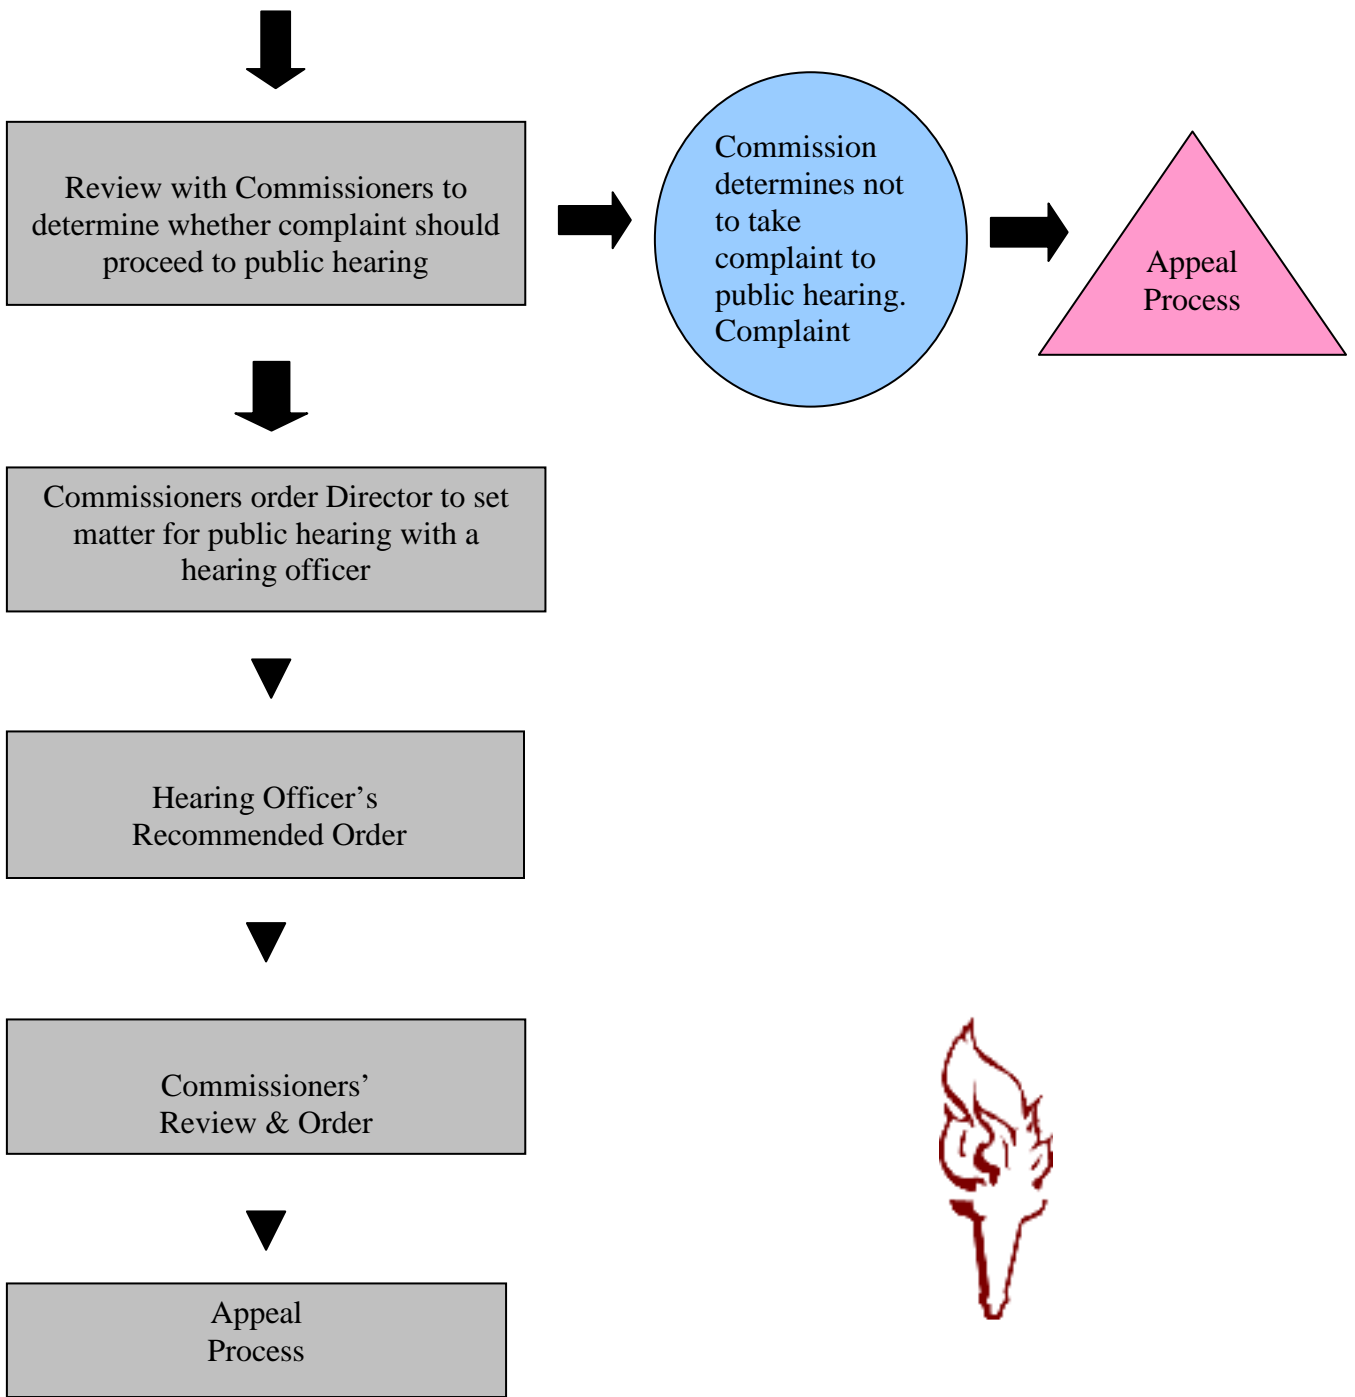 Review with Commissioners to
determine whether complaint should
proceed to public hearing
Commission
determines not
to take
complaint to
public hearing.
Complaint
Appeal
Process
Commissioners order Director to set
matter for public hearing with a
hearing officer
Hearing Officer’s
Recommended Order
Commissioners’
Review & Order
Appeal
Process